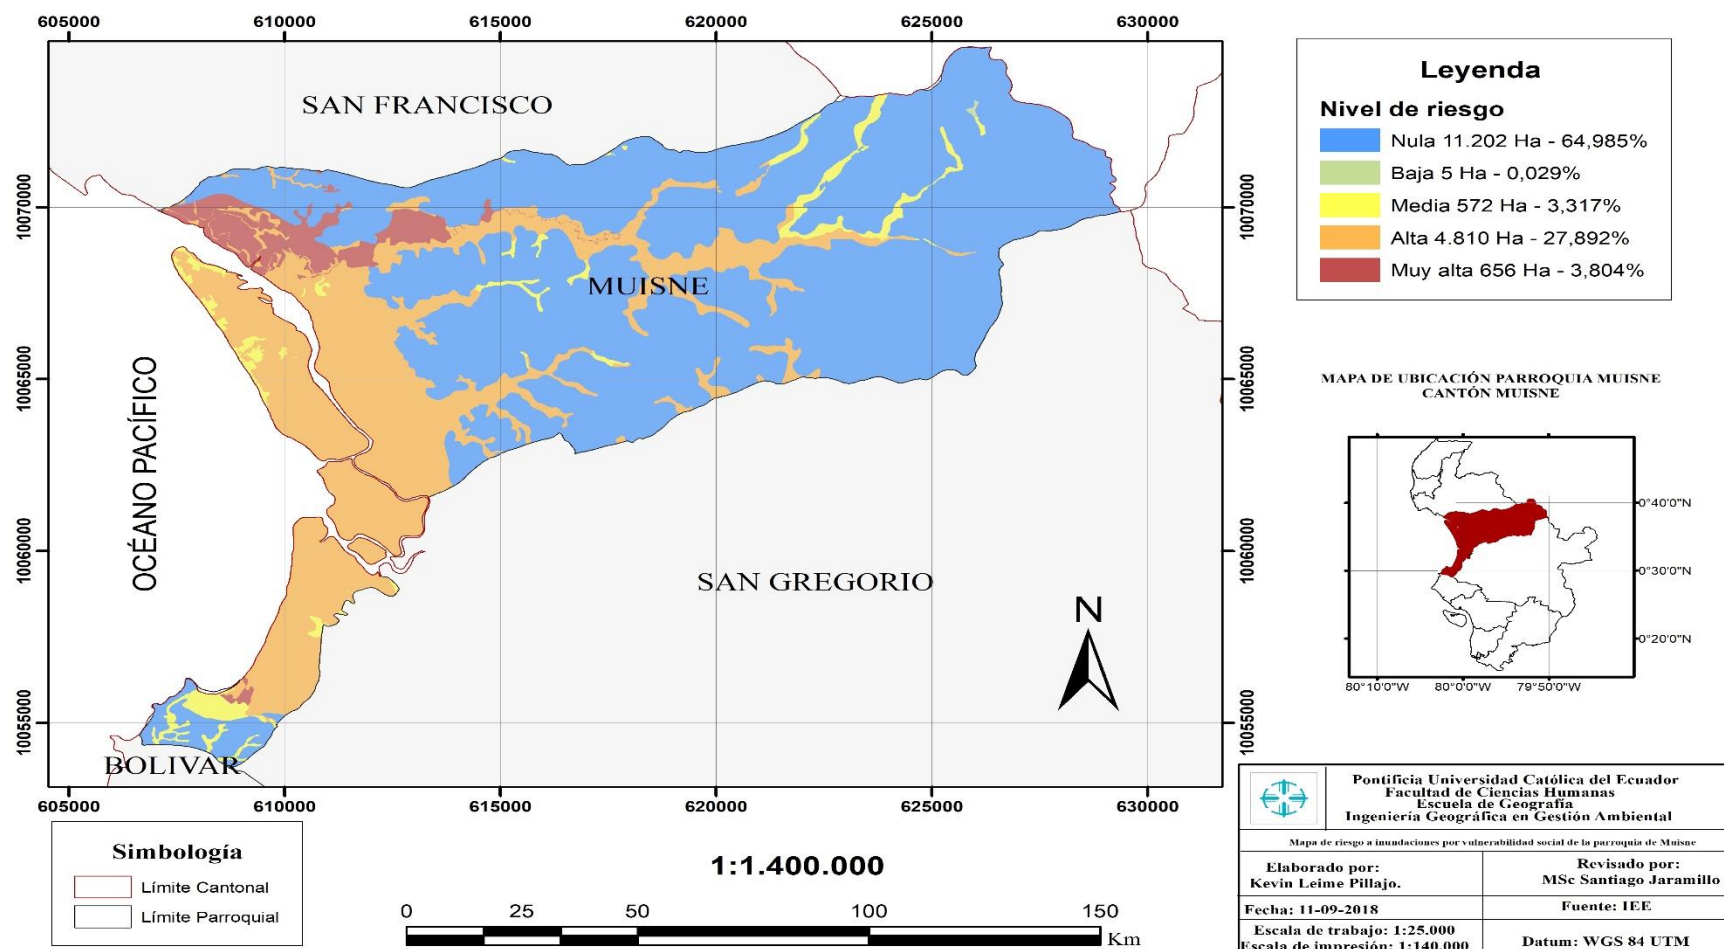 605000
610000
615000
620000
625000
630000
10070000
10065000
10060000
10055000
10070000
10065000
10060000
10055000
605000
610000
615000
620000
625000
630000
SAN FRANCISCO
MUISNE
OCÉANO PACÍFICO
SAN GREGORIO
BOLIVAR
N
Leyenda
Nivel de riesgo
Nula 11.202 Ha - 64,985%
Baja 5 Ha - 0,029%
Media 572 Ha - 3,317%
Alta 4.810 Ha - 27,892%
Muy alta 656 Ha - 3,804%
MAPA DE UBICACIÓN PARROQUIA MUISNE
CANTÓN MUISNE
0°40'0"N
0°30'0"N
0°20'0"N
80°10'0"W
80°0'0"W
79°50'0"W
Simbología
Límite Cantonal
Límite Parroquial
1:1.400.000
0 25 50 100 150
Km
Pontificia Universidad Católica del Ecuador
Facultad de Ciencias Humanas
Escuela de Geografía
Ingeniería Geográfica en Gestión Ambiental
Mapa de riesgo a inundaciones por vulnerabilidad social de la parroquia de Muisne
Elaborado por:
Kevin Leime Pillajo.
Revisado por:
MSc Santiago Jaramillo
Fecha: 11-09-2018
Fuente: IEE
Escala de trabajo: 1:25.000
Escala de impresión: 1:140.000
Datum: WGS 84 UTM